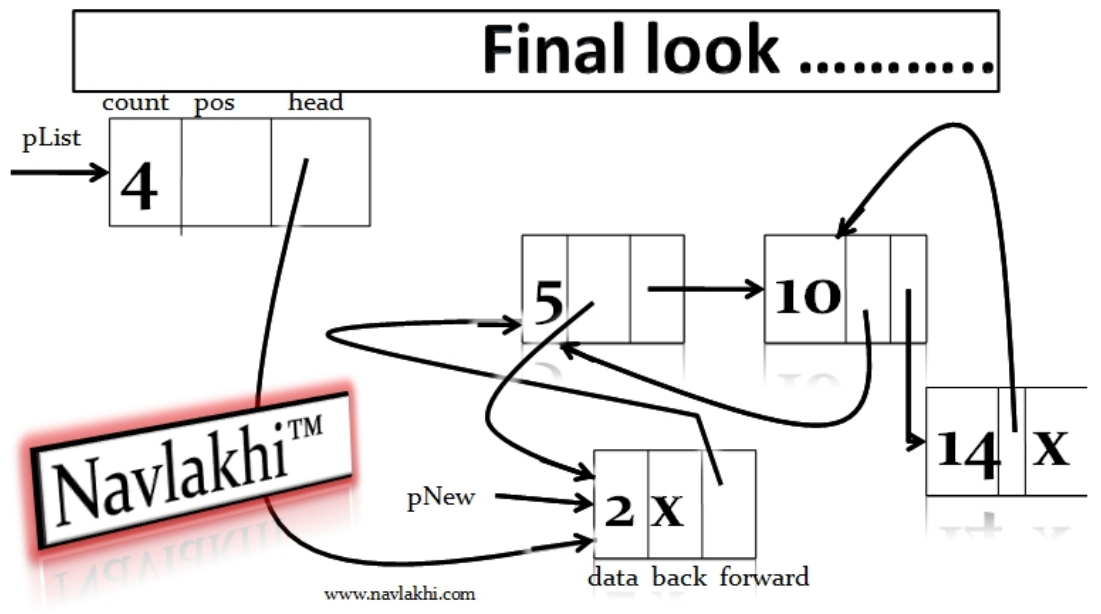 Final look ………..
count pos head
pList
4
5
10
14 X
Navlakhi™
pNew
2 X
data back forward
www.navlakhi.com